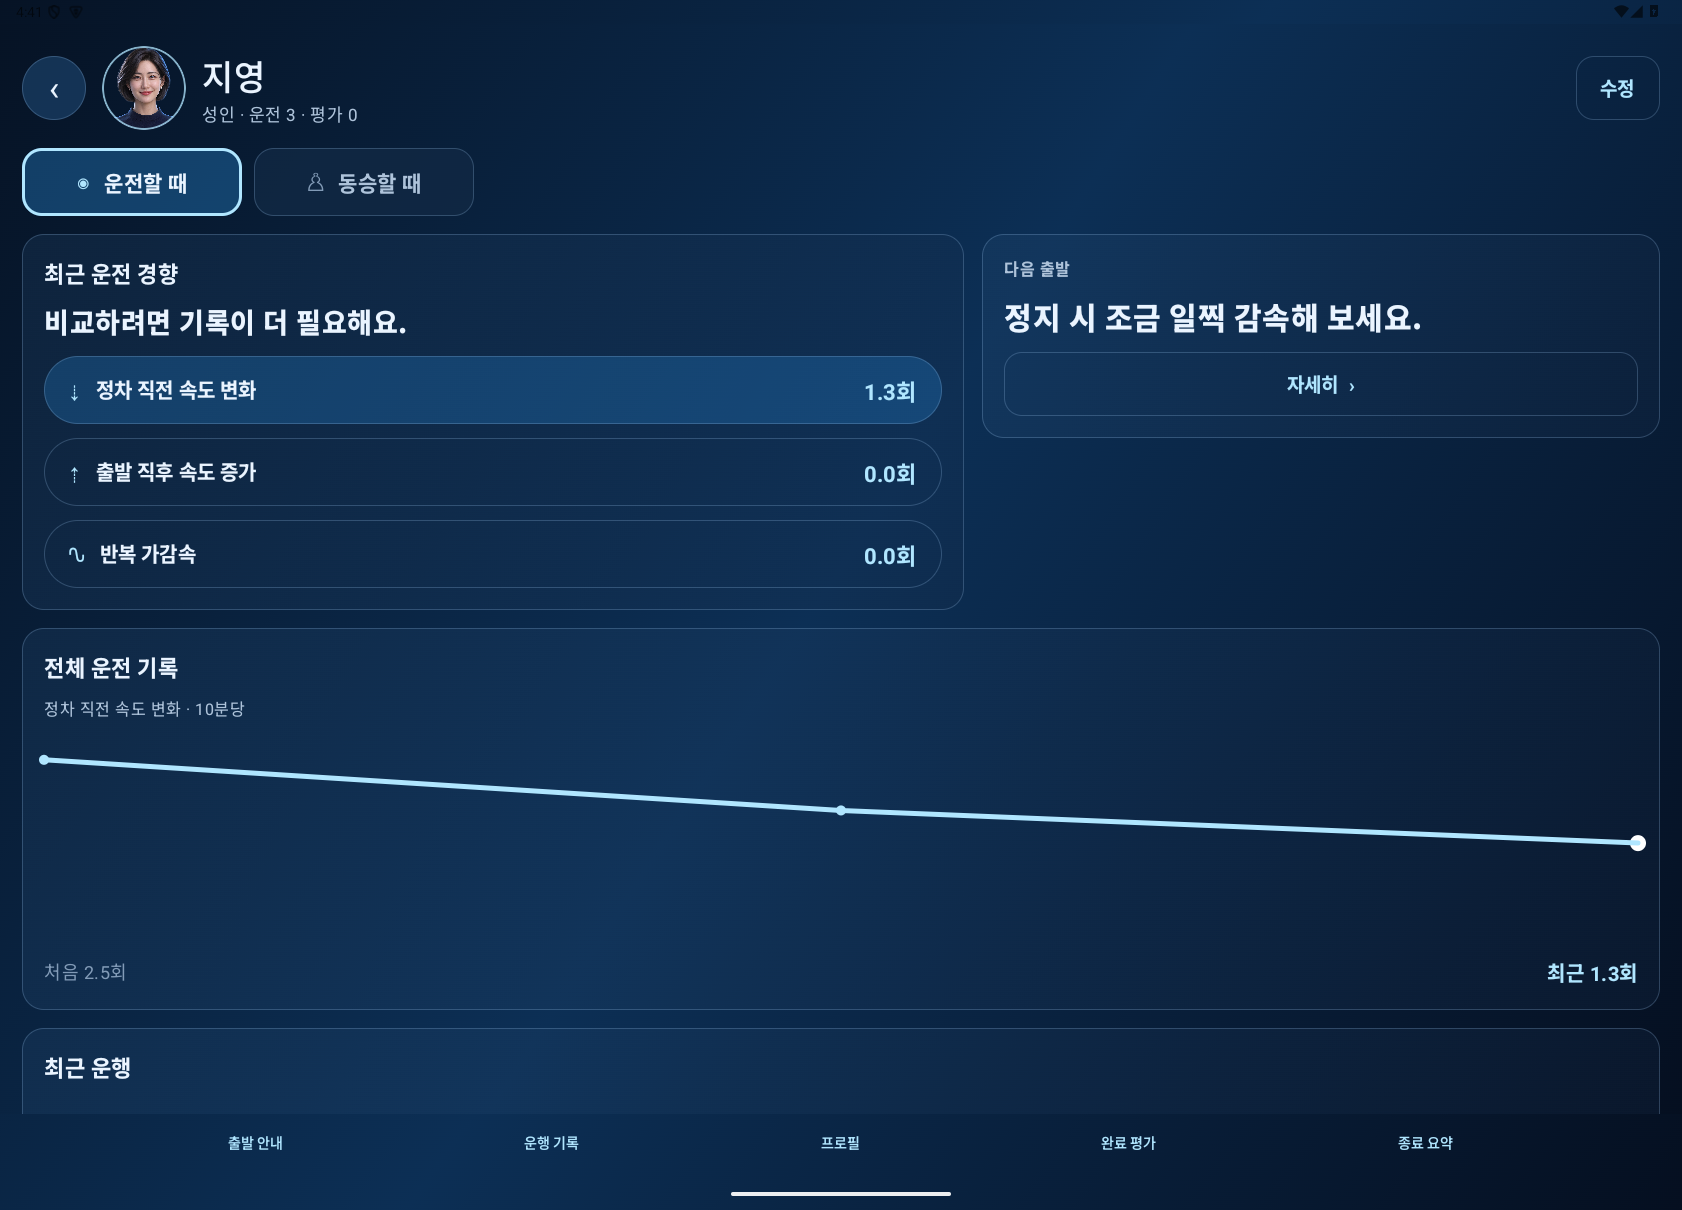 4:41
지영
성인 · 운전 3 · 평가 0
수정
운전할 때
동승할 때
최근 운전 경향
비교하려면 기록이 더 필요해요.
정차 직전 속도 변화 1.3회
출발 직후 속도 증가 0.0회
반복 가감속 0.0회
다음 출발
정지 시 조금 일찍 감속해 보세요.
자세히 ›
전체 운전 기록
정차 직전 속도 변화 · 10분당
처음 2.5회
최근 1.3회
최근 운행
출발 안내
운행 기록
프로필
완료 평가
종료 요약